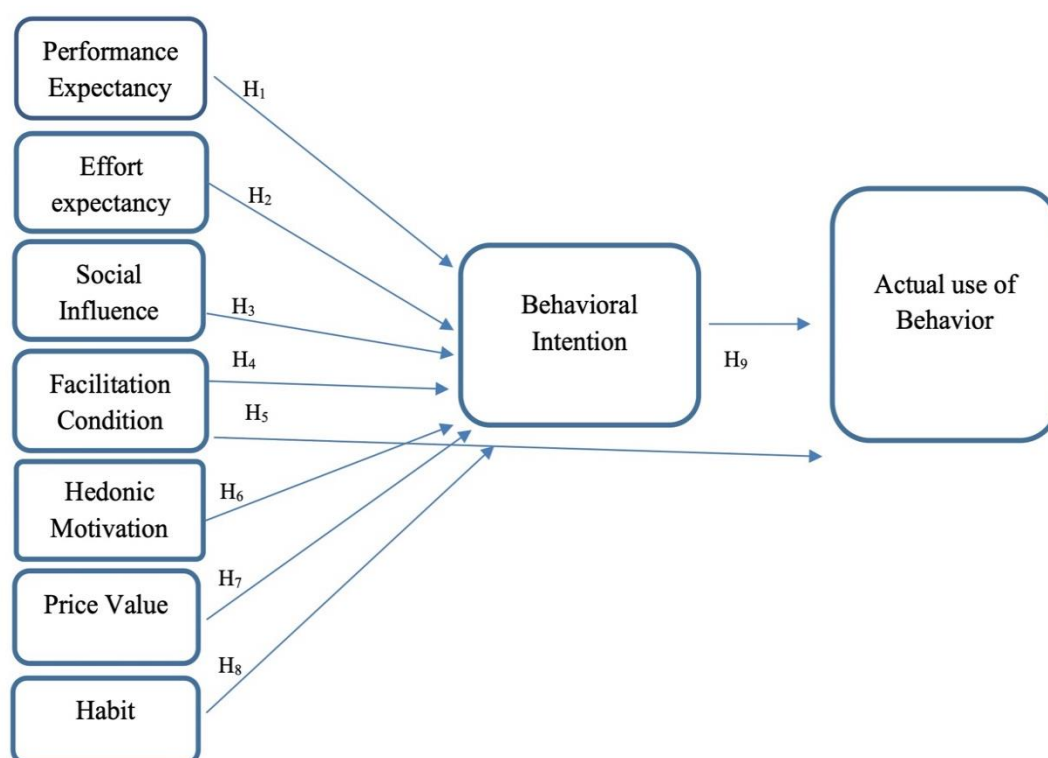 Performance
Expectancy
H₁
Effort
expectancy
H₂
Social
Influence
H₃
H₄
Facilitation
Condition
H₅
Hedonic
Motivation
H₆
Price Value
H₇
Habit
H₈
Behavioral
Intention
H₉
Actual use of
Behavior